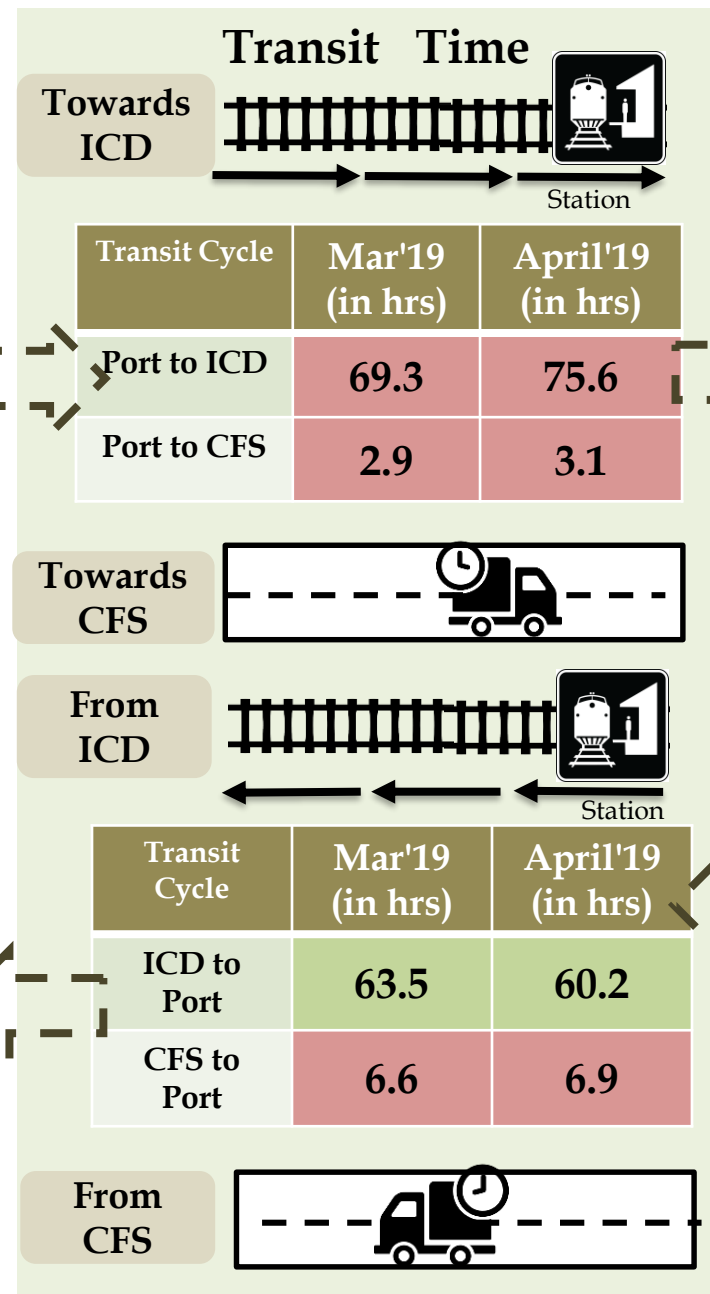 Transit Time
Towards
ICD
Station
Transit Cycle
Mar'19
(in hrs)
April'19
(in hrs)
Port to ICD
69.3
75.6
Port to CFS
2.9
3.1
Towards
CFS
From
ICD
Station
Transit
Cycle
Mar'19
(in hrs)
April'19
(in hrs)
ICD to
Port
63.5
60.2
CFS to
Port
6.6
6.9
From
CFS